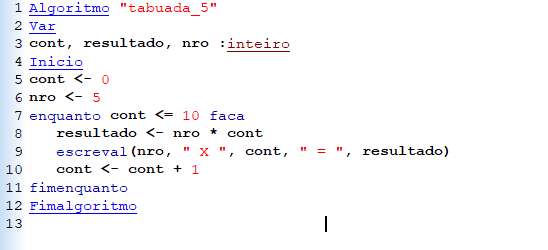 1 Algoritmo "tabuada_5"
2 Var
3 cont, resultado, nro :inteiro
4 Inicio
5 cont <- 0
6 nro <- 5
7 enquanto cont <= 10 faca
8    resultado <- nro * cont
9    escreval(nro, " X ", cont, " = ", resultado)
10    cont <- cont + 1
11 fimenquanto
12 Fimalgoritmo
13